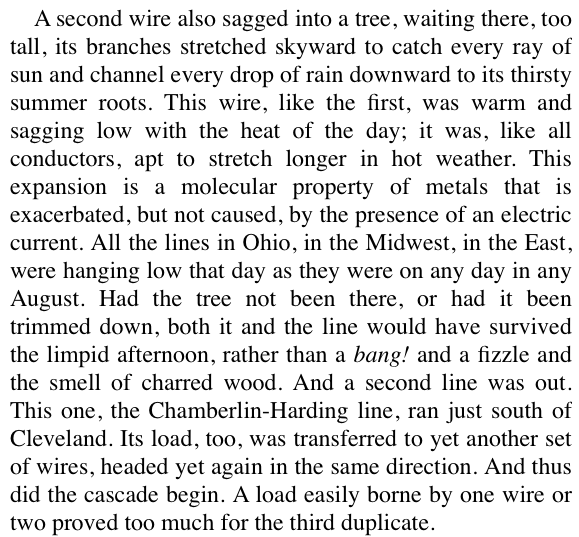 A second wire also sagged into a tree, waiting there, too
tall, its branches stretched skyward to catch every ray of
sun and channel every drop of rain downward to its thirsty
summer roots. This wire, like the first, was warm and
sagging low with the heat of the day; it was, like all
conductors, apt to stretch longer in hot weather. This
expansion is a molecular property of metals that is
exacerbated, but not caused, by the presence of an electric
current. All the lines in Ohio, in the Midwest, in the East,
were hanging low that day as they were on any day in any
August. Had the tree not been there, or had it been
trimmed down, both it and the line would have survived
the limpid afternoon, rather than a bang! and a fizzle and
the smell of charred wood. And a second line was out.
This one, the Chamberlin-Harding line, ran just south of
Cleveland. Its load, too, was transferred to yet another set
of wires, headed yet again in the same direction. And thus
did the cascade begin. A load easily borne by one wire or
two proved too much for the third duplicate.